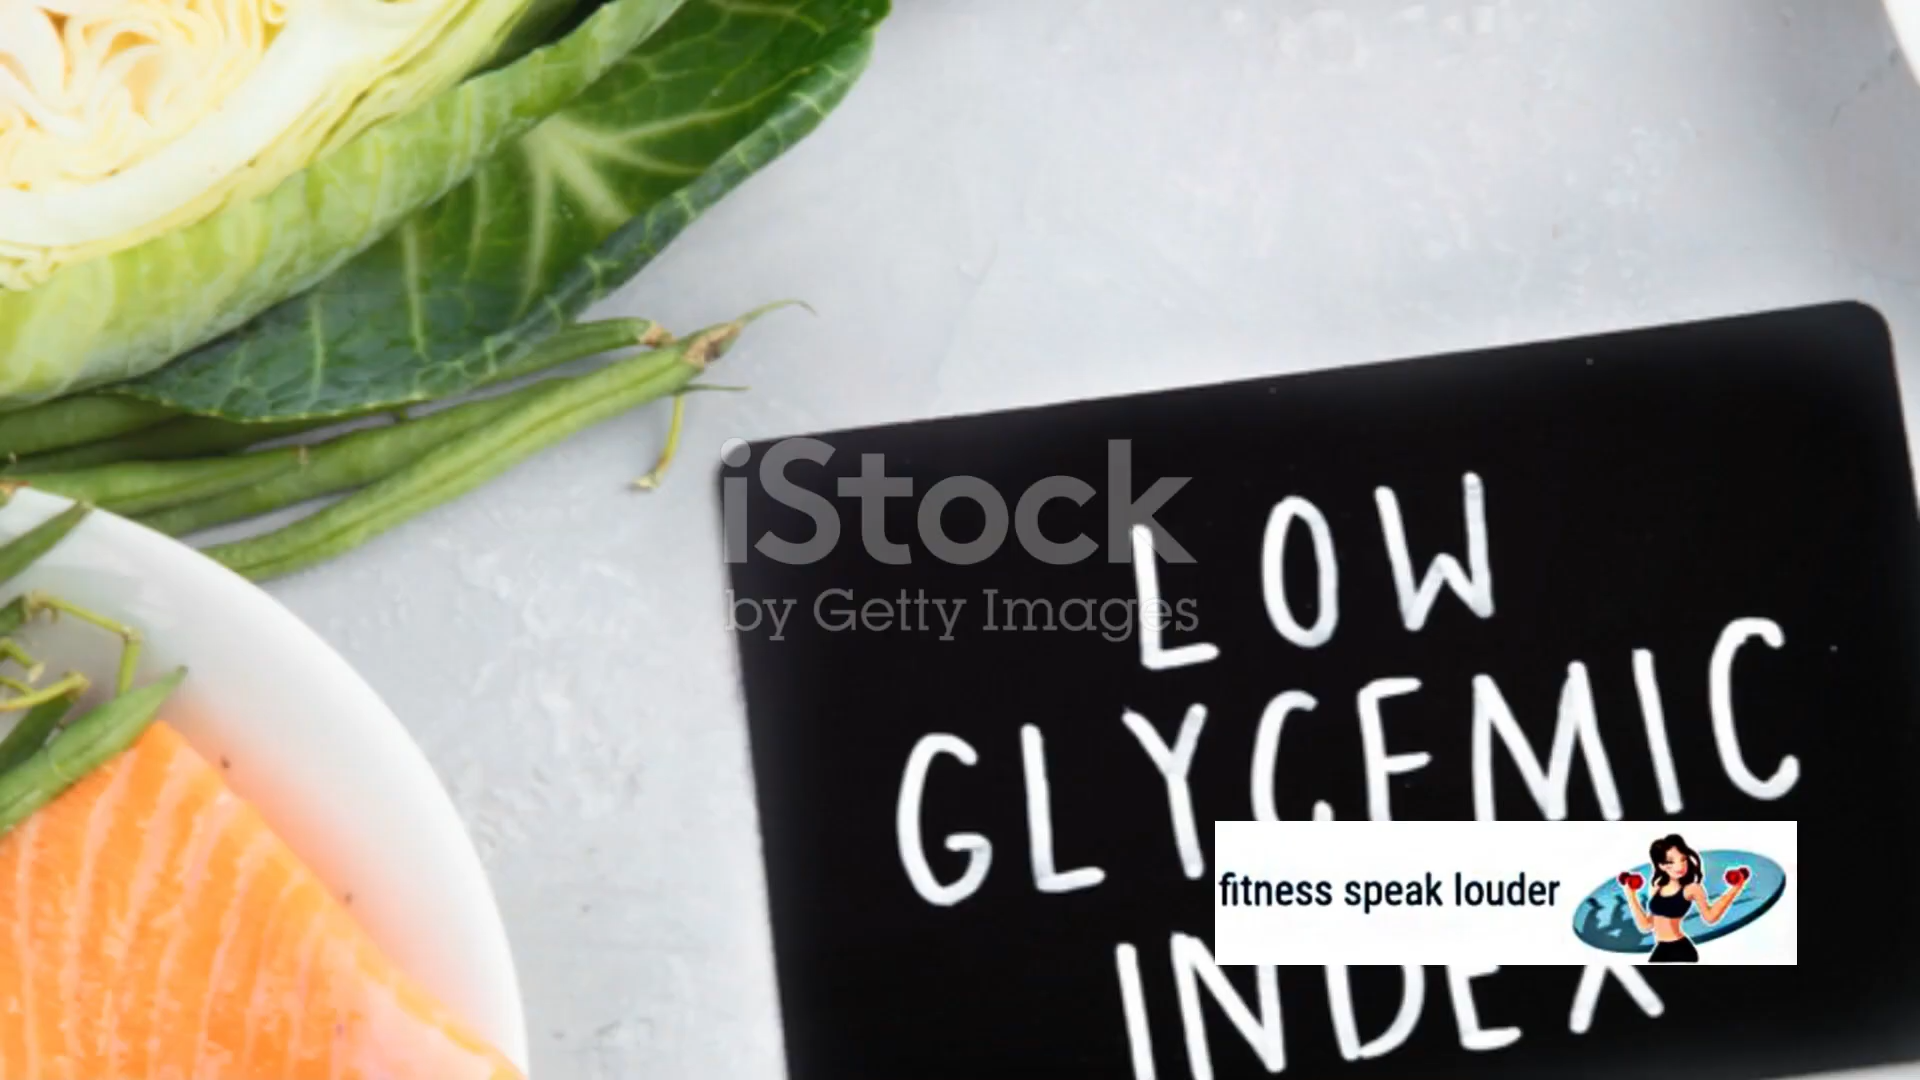 iStock
by Getty Images
LOW
GLYCEMIC
INDEX
fitness speak louder